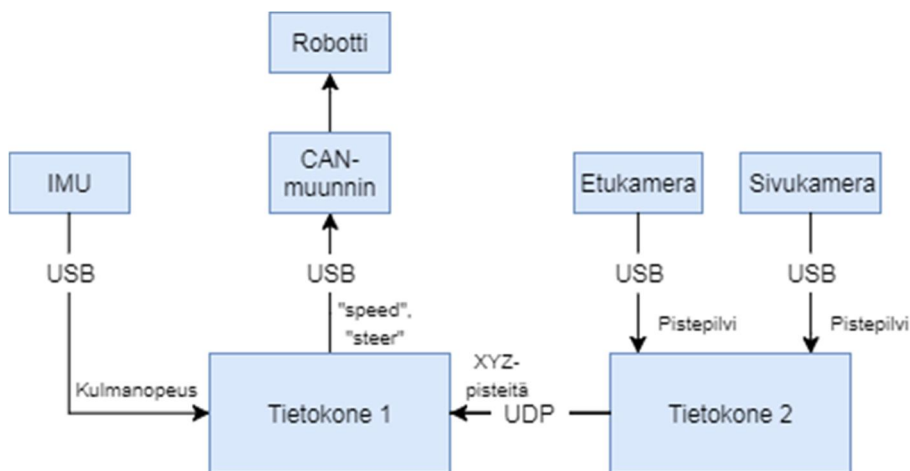 Robotti
IMU
CAN-
muunnin
Etukamera
Sivukamera
USB
USB
USB
USB
"speed",
"steer"
Pistepilvi
Pistepilvi
Kulmanopeus
XYZ-
pisteitä
UDP
Tietokone 1
Tietokone 2